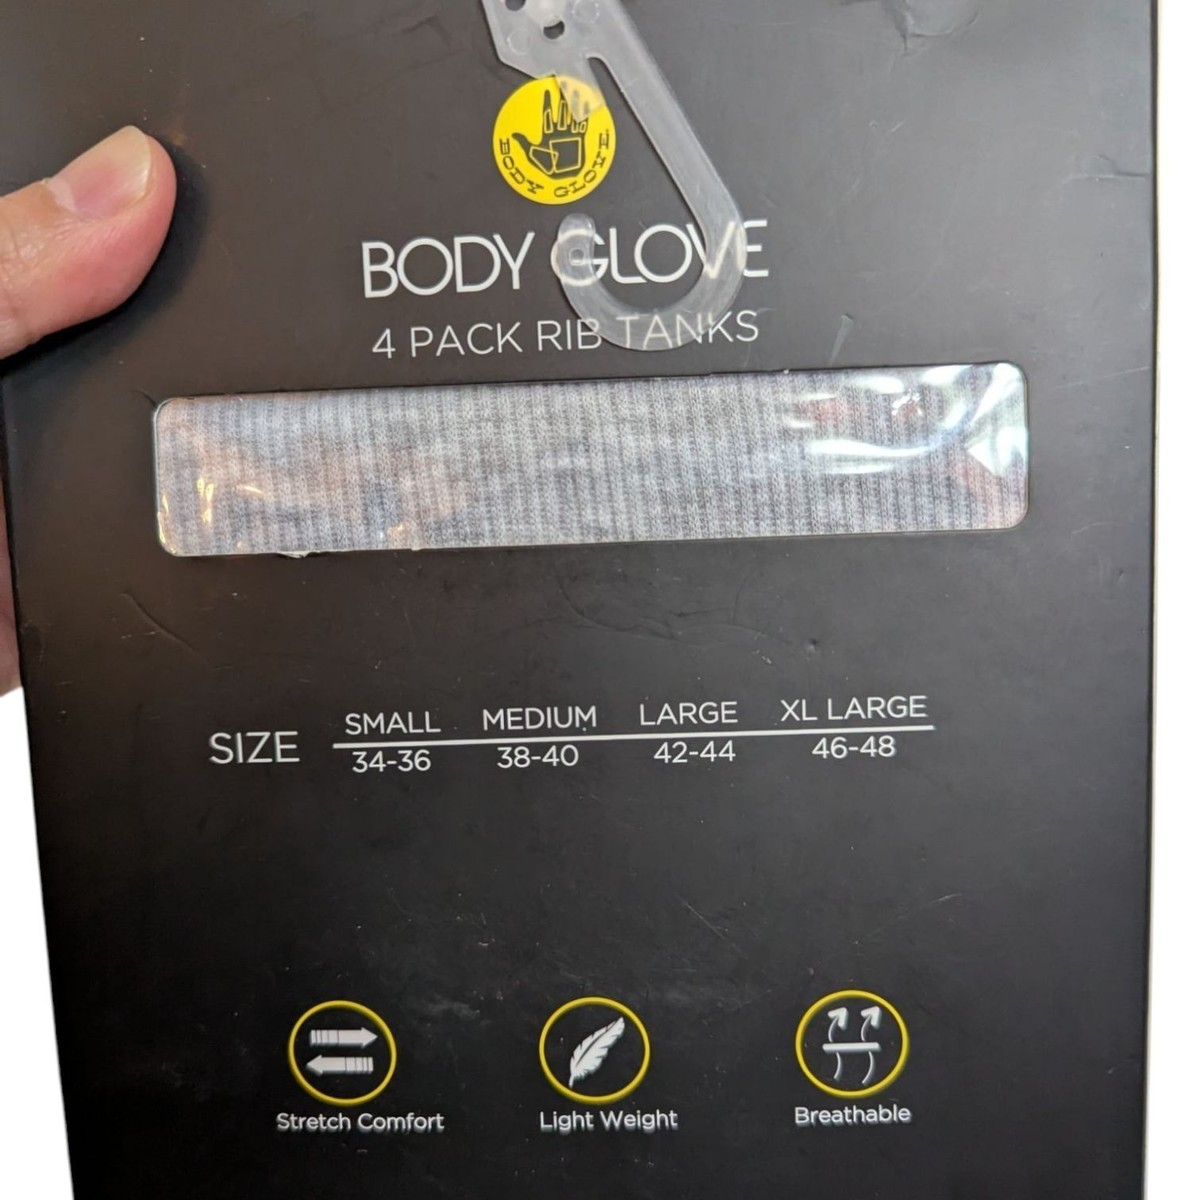 BODY GLOVE
BODY GLOVE
4 PACK RIB TANKS
SIZE
SMALL MEDIUM LARGE XL LARGE
34-36 38-40 42-44 46-48
Stretch Comfort Light Weight Breathable